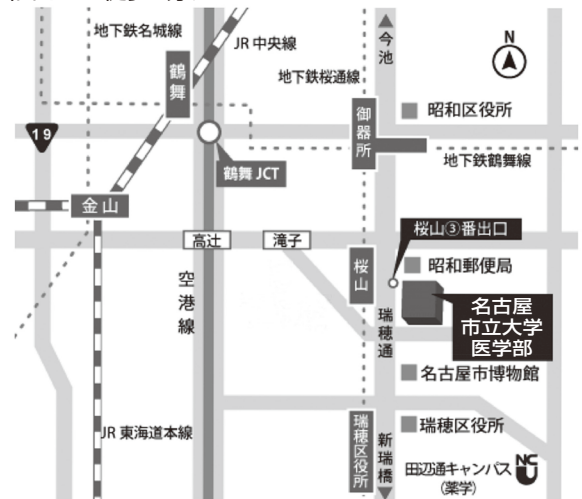 地下鉄名城線
JR 中央線
今池
N
鶴舞
地下鉄桜通線
御器所
昭和区役所
19
地下鉄鶴舞線
鶴舞 JCT
金山
桜山③番出口
高辻
滝子
桜山
昭和郵便局
空港線
名古屋
市立大学
医学部
瑞穂通
名古屋市博物館
瑞穂区役所
瑞穂区役所
JR 東海道本線
新瑞橋
田辺通キャンパス
(薬学)
NC